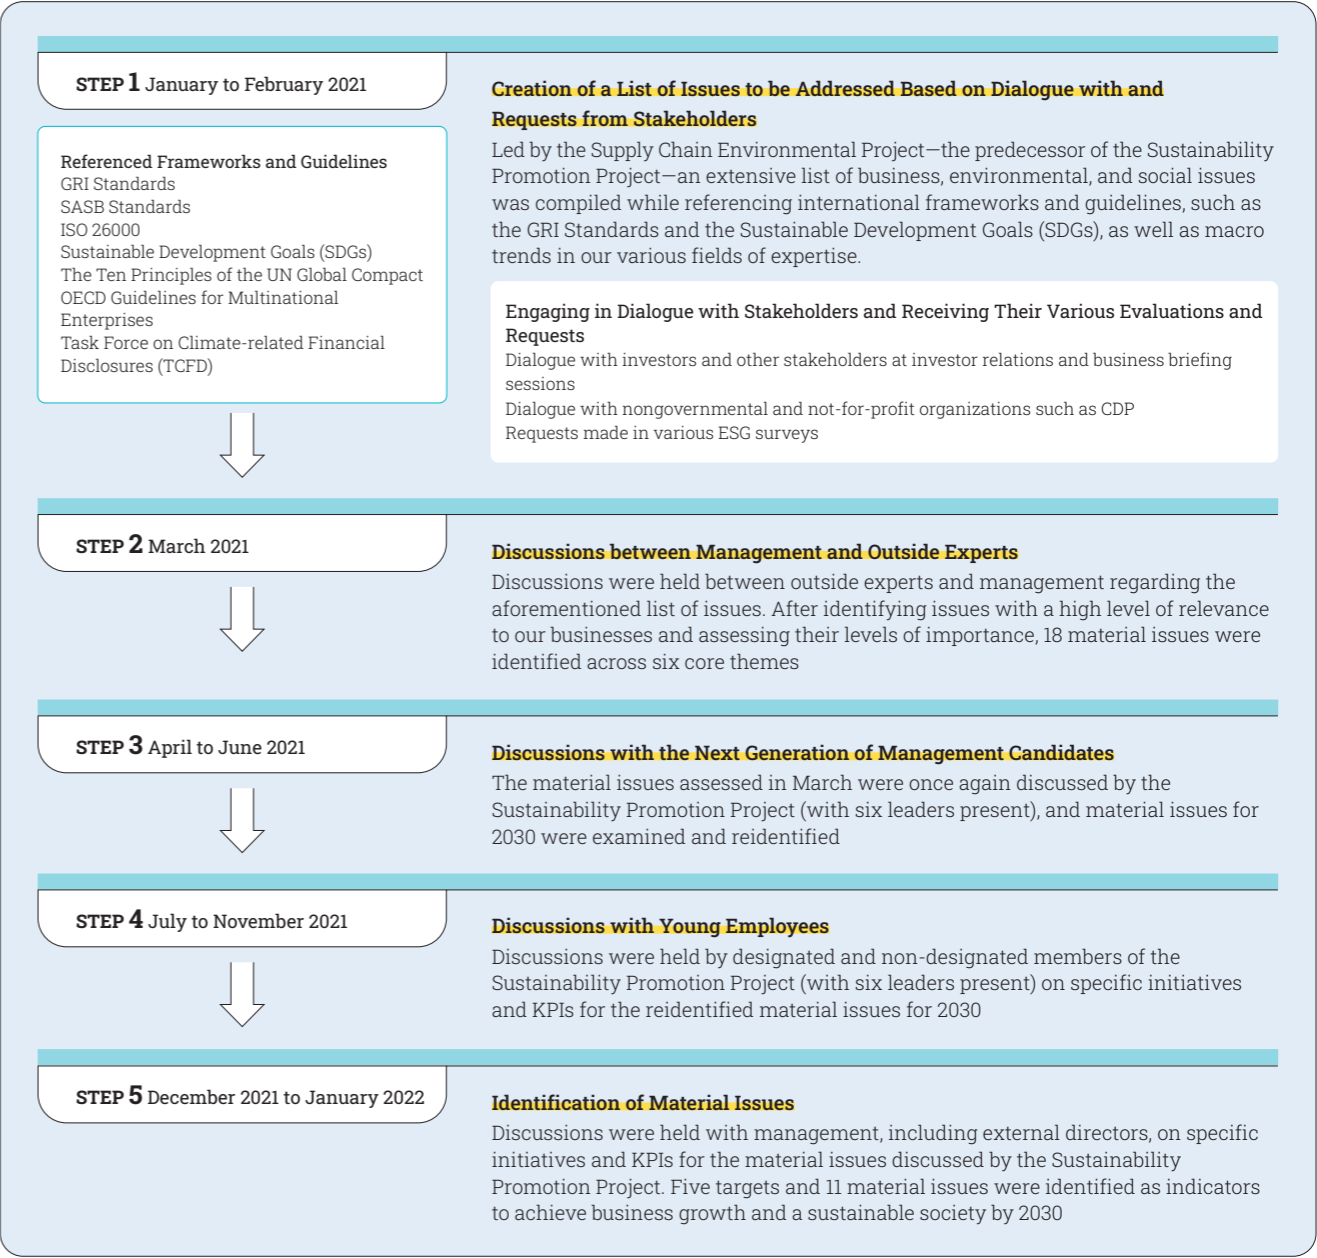 STEP 1 January to February 2021
Referenced Frameworks and Guidelines
GRI Standards
SASB Standards
ISO 26000
Sustainable Development Goals (SDGs)
The Ten Principles of the UN Global Compact
OECD Guidelines for Multinational
Enterprises
Task Force on Climate-related Financial
Disclosures (TCFD)
Creation of a List of Issues to be Addressed Based on Dialogue with and
Requests from Stakeholders
Led by the Supply Chain Environmental Project—the predecessor of the Sustainability
Promotion Project—an extensive list of business, environmental, and social issues
was compiled while referencing international frameworks and guidelines, such as
the GRI Standards and the Sustainable Development Goals (SDGs), as well as macro
trends in our various fields of expertise.
Engaging in Dialogue with Stakeholders and Receiving Their Various Evaluations and
Requests
Dialogue with investors and other stakeholders at investor relations and business briefing
sessions
Dialogue with nongovernmental and not-for-profit organizations such as CDP
Requests made in various ESG surveys
STEP 2 March 2021
Discussions between Management and Outside Experts
Discussions were held between outside experts and management regarding the
aforementioned list of issues. After identifying issues with a high level of relevance
to our businesses and assessing their levels of importance, 18 material issues were
identified across six core themes
STEP 3 April to June 2021
Discussions with the Next Generation of Management Candidates
The material issues assessed in March were once again discussed by the
Sustainability Promotion Project (with six leaders present), and material issues for
2030 were examined and reidentified
STEP 4 July to November 2021
Discussions with Young Employees
Discussions were held by designated and non-designated members of the
Sustainability Promotion Project (with six leaders present) on specific initiatives
and KPIs for the reidentified material issues for 2030
STEP 5 December 2021 to January 2022
Identification of Material Issues
Discussions were held with management, including external directors, on specific
initiatives and KPIs for the material issues discussed by the Sustainability
Promotion Project. Five targets and 11 material issues were identified as indicators
to achieve business growth and a sustainable society by 2030